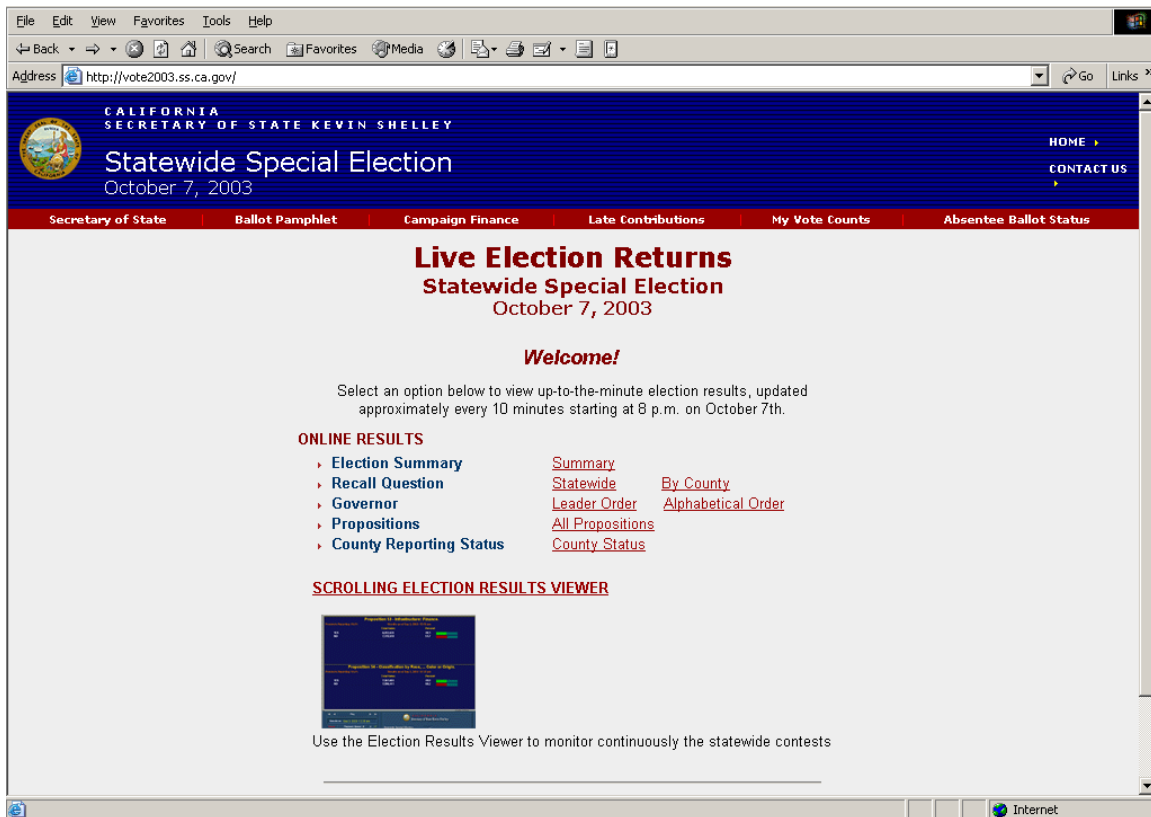 File Edit View Favorites Tools Help
Back Search Favorites Media
Address http://vote2003.ss.ca.gov/ Go Links »
CALIFORNIA
SECRETARY OF STATE KEVIN SHELLEY
Statewide Special Election
October 7, 2003
HOME
CONTACT US
Secretary of State Ballot Pamphlet Campaign Finance Late Contributions My Vote Counts Absentee Ballot Status
Live Election Returns
Statewide Special Election
October 7, 2003
Welcome!
Select an option below to view up-to-the-minute election results, updated
approximately every 10 minutes starting at 8 p.m. on October 7th.
ONLINE RESULTS
Election Summary Summary
Recall Question Statewide By County
Governor Leader Order Alphabetical Order
Propositions All Propositions
County Reporting Status County Status
SCROLLING ELECTION RESULTS VIEWER
Use the Election Results Viewer to monitor continuously the statewide contests
Internet